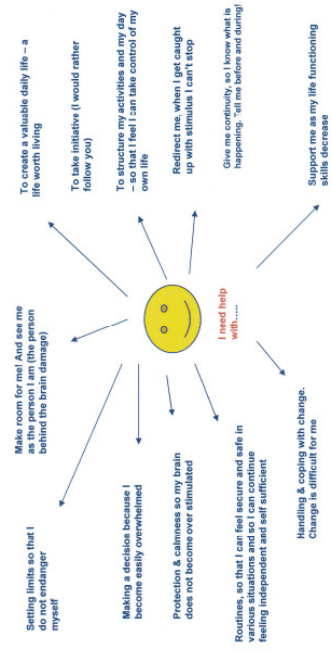 Setting limits so that I
do not endanger
myself
Make room for me! And see me
as the person I am (the person
behind the brain damage)
To create a valuable daily life – a
life worth living
To take initiative (I would rather
follow you)
To structure my activities and my day
– so that I feel I can take control of my
own life
Redirect me, when I get caught
up with stimulus I can't stop
Give me continuity, so I know what is
happening. Tell me before and during!
Support me as my life functioning
skills decrease
I need help
with……
Making a decision because I
become easily overwhelmed
Protection & calmness so my brain
does not become over stimulated
Routines, so that I can feel secure and safe in
various situations and so I can continue
feeling independent and self sufficient
Handling & coping with change.
Change is difficult for me